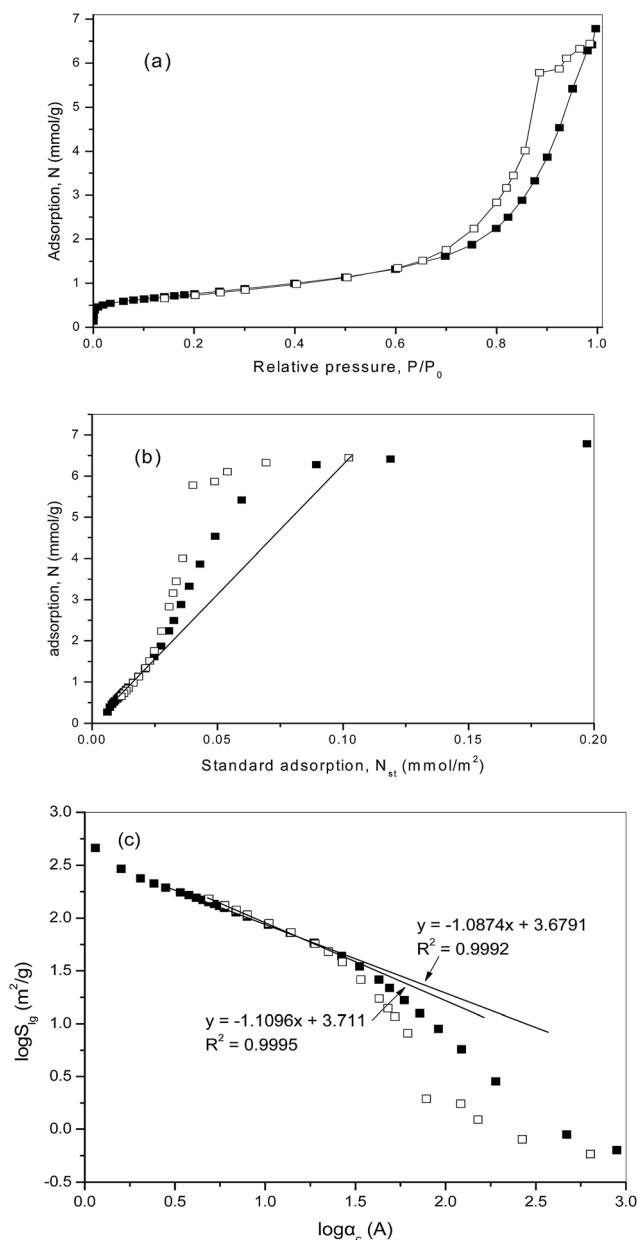 (a)
Adsorption, N (mmol/g)
7
6
5
4
3
2
1
0
0.0 0.2 0.4 0.6 0.8 1.0
Relative pressure, P/P₀
(b)
adsorption, N (mmol/g)
7
6
5
4
3
2
1
0
0.00 0.05 0.10 0.15 0.20
Standard adsorption, Nst (mmol/m²)
(c)
logSlg (m²/g)
3.0
2.5
2.0
1.5
1.0
0.5
0.0
-0.5
y = -1.0874x + 3.6791
R² = 0.9992
y = -1.1096x + 3.711
R² = 0.9995
0.0 0.5 1.0 1.5 2.0 2.5 3.0
logαc (A)